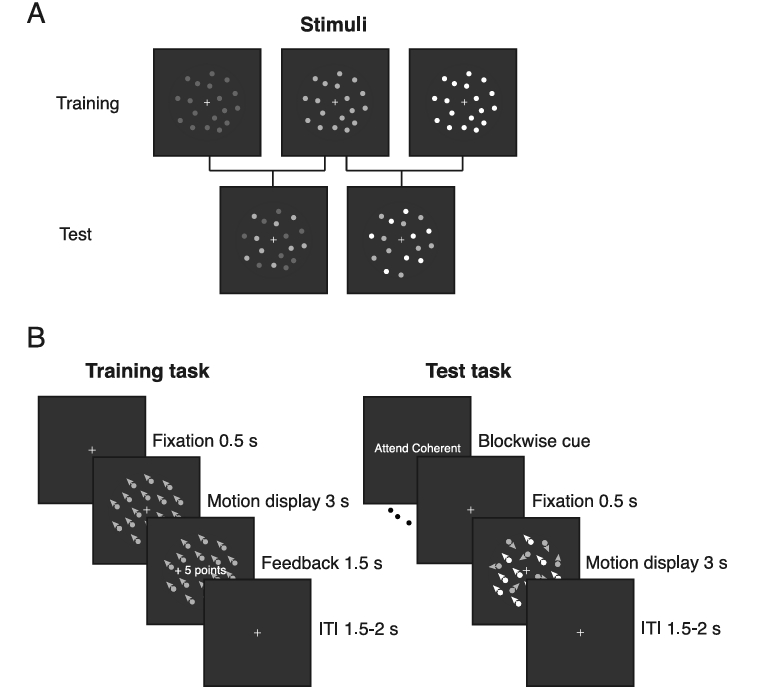 A
Stimuli
Training
Test
B
Training task
Fixation 0.5 s
Motion display 3 s
+ 5 points
Feedback 1.5 s
ITI 1.5-2 s
Test task
Attend Coherent
Blockwise cue
Fixation 0.5 s
Motion display 3 s
ITI 1.5-2 s